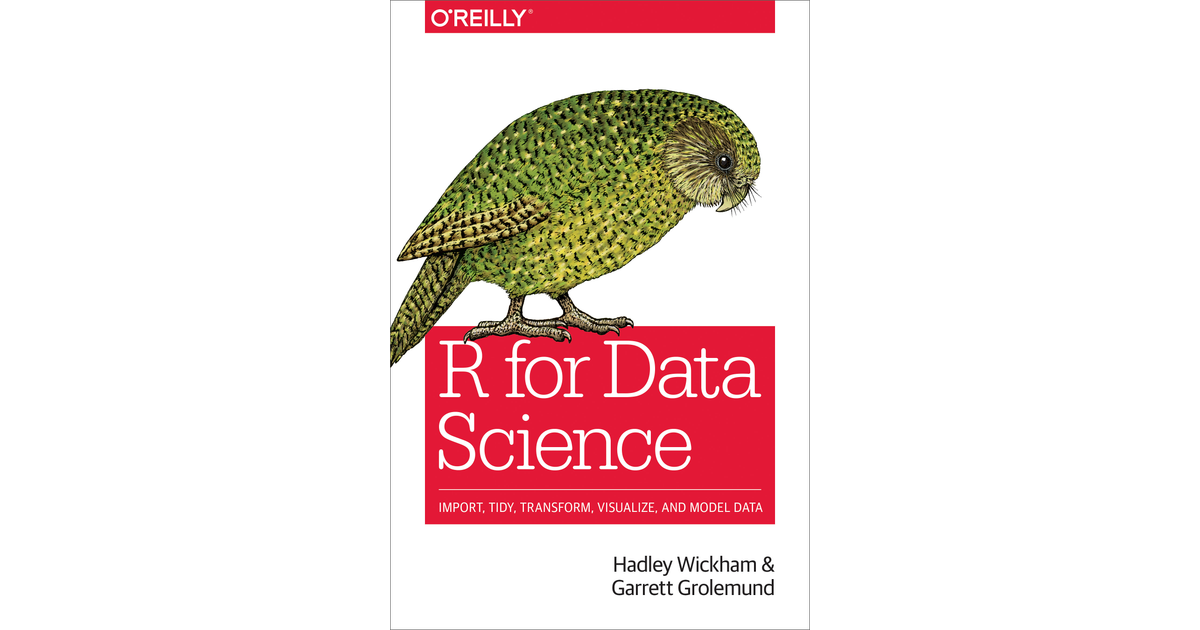 O'REILLY®
R for Data
Science
IMPORT, TIDY, TRANSFORM, VISUALIZE, AND MODEL DATA
Hadley Wickham &
Garrett Grolemund